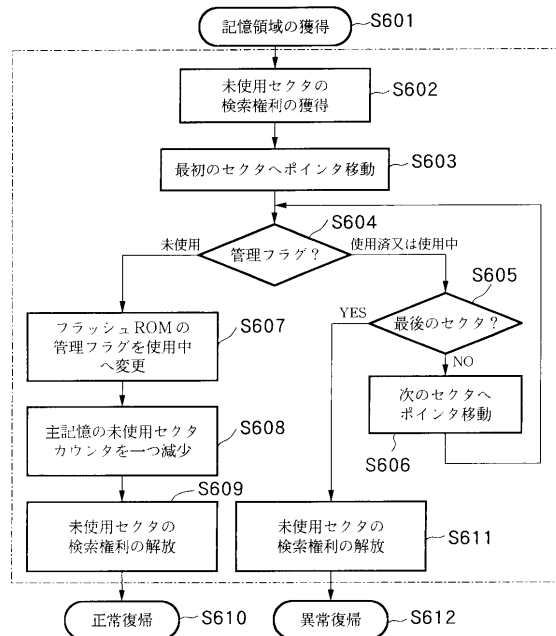 記憶領域の獲得
S601
未使用セクタの
検索権利の獲得
S602
最初のセクタへポインタ移動
S603
S604
管理フラグ？
未使用
使用済又は使用中
S605
最後のセクタ？
YES
NO
フラッシュROMの
管理フラグを使用中
へ変更
S607
次のセクタへ
ポインタ移動
S606
主記憶の未使用セクタ
カウンタを一つ減少
S608
S609
未使用セクタの
検索権利の解放
未使用セクタの
検索権利の解放
S611
正常復帰
S610
異常復帰
S612